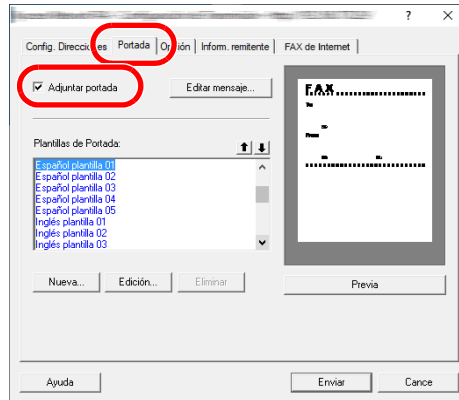 ? ×
Config. Direcciones Portada Opción Inform. remitente FAX de Internet
Adjuntar portada Editar mensaje...
FAX
To:
From:
Plantillas de Portada:
Español plantilla 01
Español plantilla 02
Español plantilla 03
Español plantilla 04
Español plantilla 05
Inglés plantilla 01
Inglés plantilla 02
Inglés plantilla 03
Nueva... Edición... Eliminar Previa
Ayuda Enviar Cance